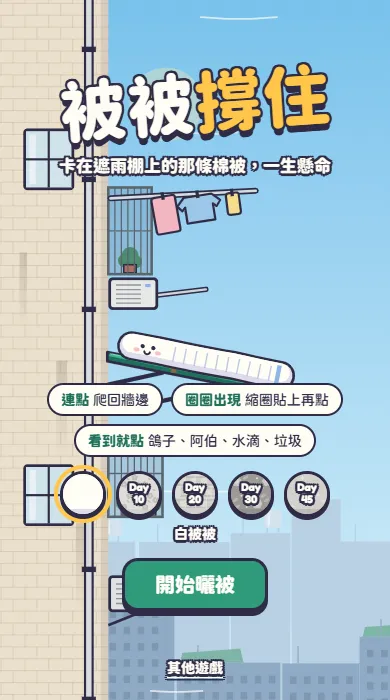 被被撐住
卡在遮雨棚上的那條棉被，一生懸命
連點 爬回牆邊
圈圈出現 縮圈貼上再點
看到就點 鴿子、阿伯、水滴、垃圾
Day 10
Day 20
Day 30
Day 45
白被被
開始曬被
其他遊戲